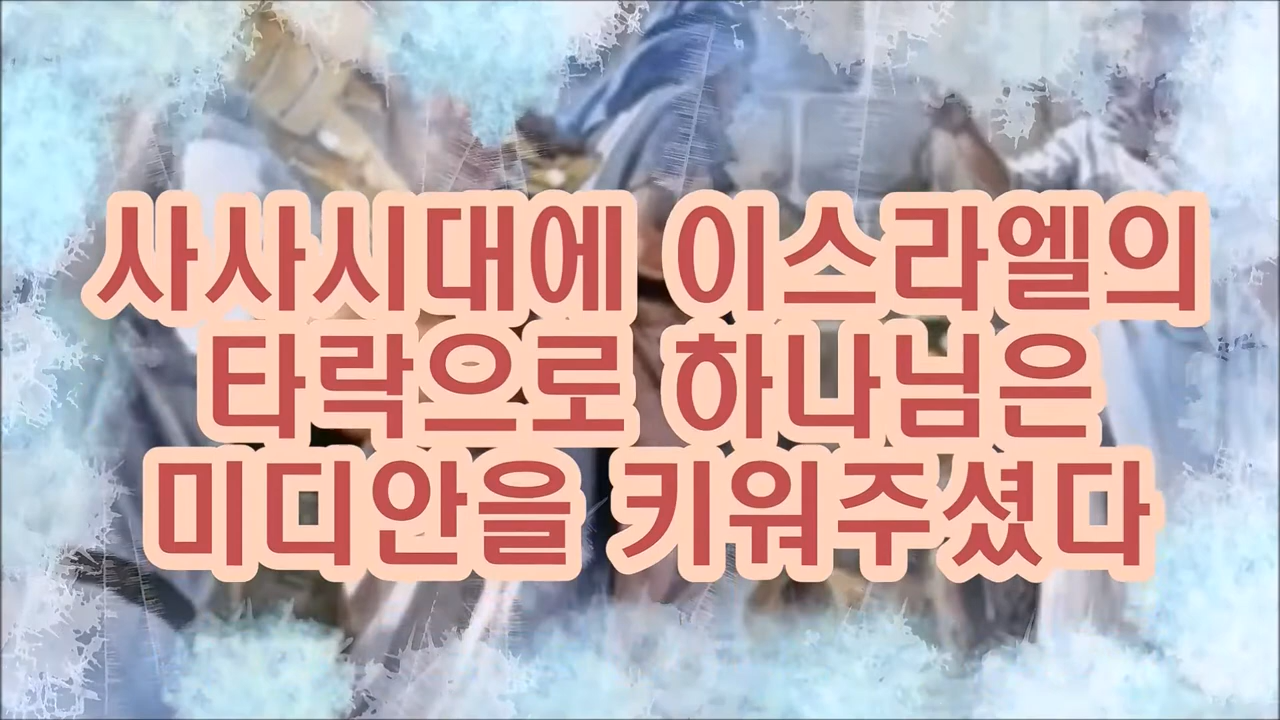 사사시대에 이스라엘의
타락으로 하나님은
미디안을 키워주셨다